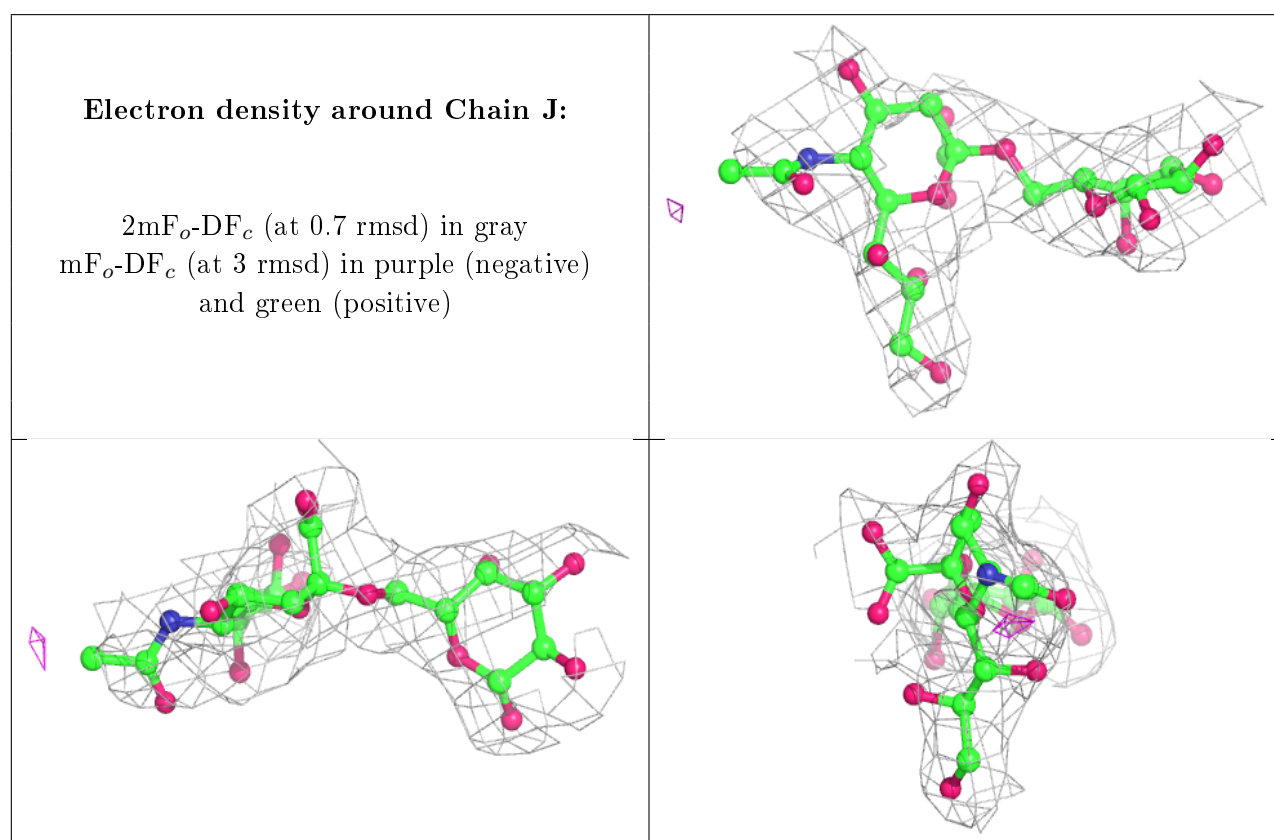 Electron density around Chain J:
2mFo-DFc (at 0.7 rmsd) in gray
mFo-DFc (at 3 rmsd) in purple (negative)
and green (positive)